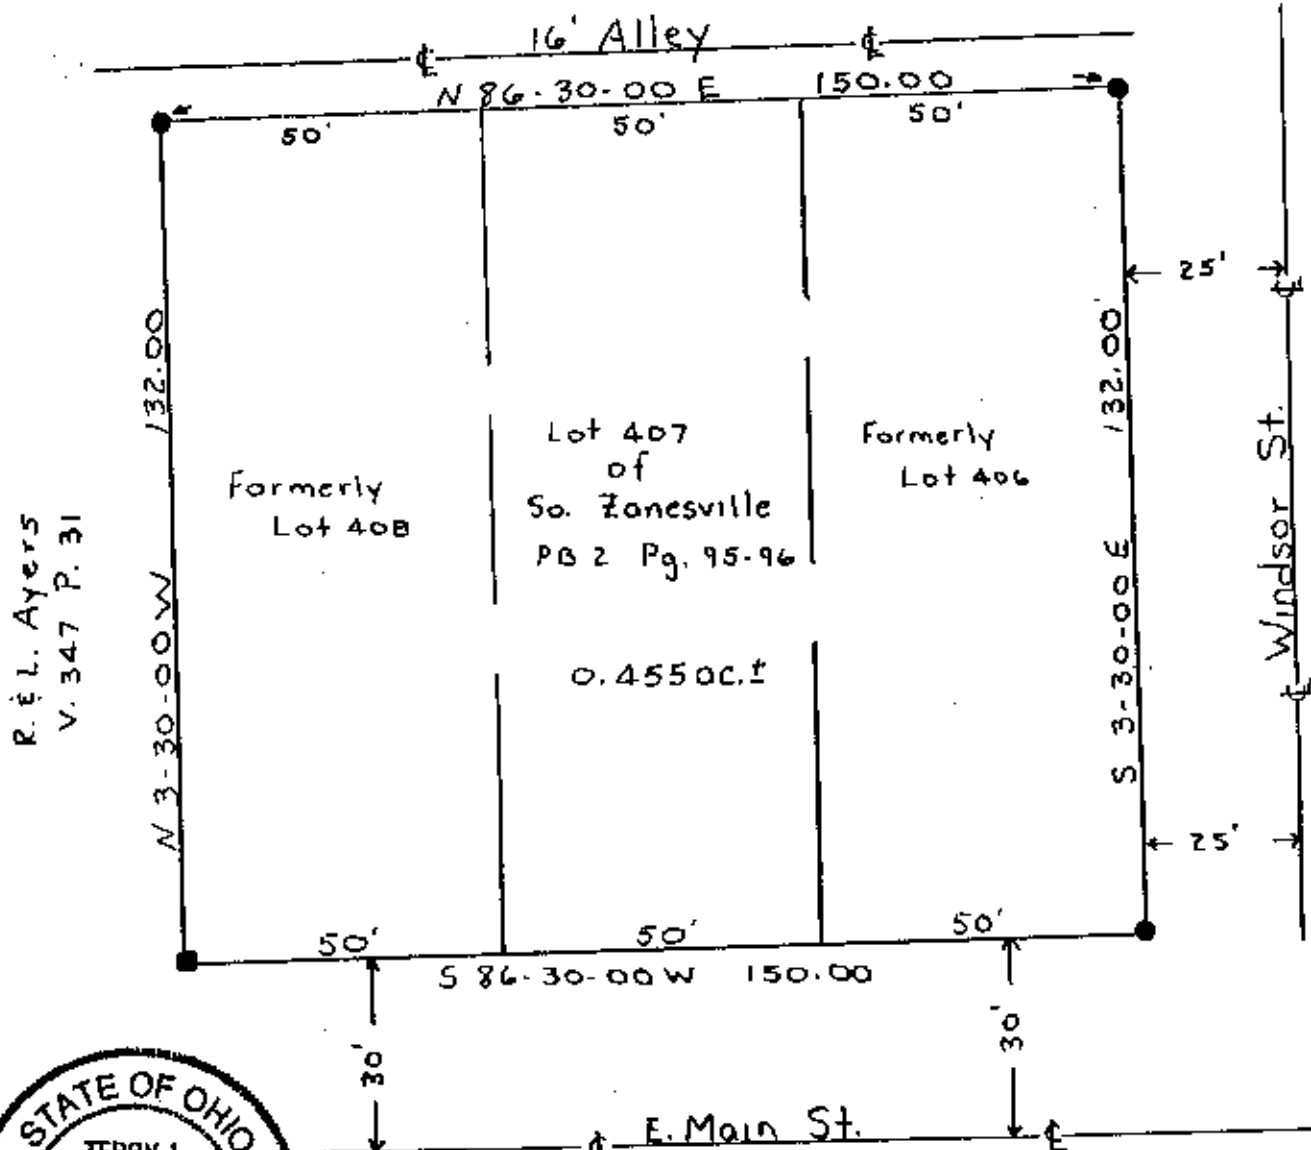 16' Alley
℄ ℄
N 86-30-00 E 150.00
50' 50' 50'
132.00
N 3-30-00 W
R. & L. Ayers
V. 347 P. 31
Formerly
Lot 408
Lot 407
of
So. Zanesville
PB 2 Pg. 95-96
0.455 ac.±
Formerly
Lot 406
132.00
S 3-30-00 E
25'
℄
Windsor St.
℄
25'
50' 50' 50'
S 86-30-00 W 150.00
30' 30'
℄ E. Main St. ℄
STATE OF OHIO